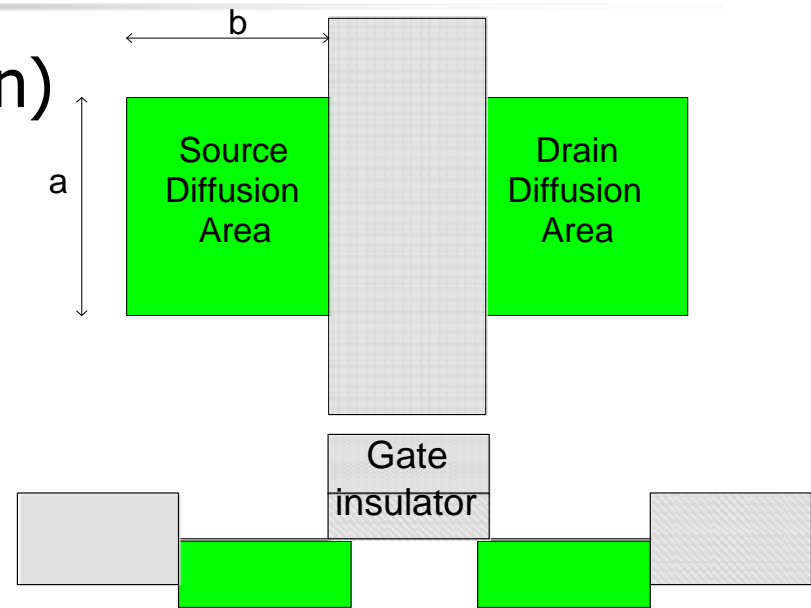 b
n)
a
Source
Diffusion
Area
Drain
Diffusion
Area
Gate
insulator